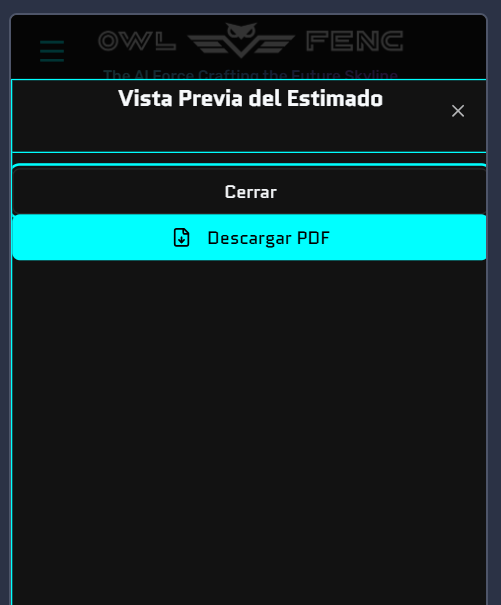 OWL FENC
The AI Force Crafting the Future Skyline
Vista Previa del Estimado
Cerrar
Descargar PDF